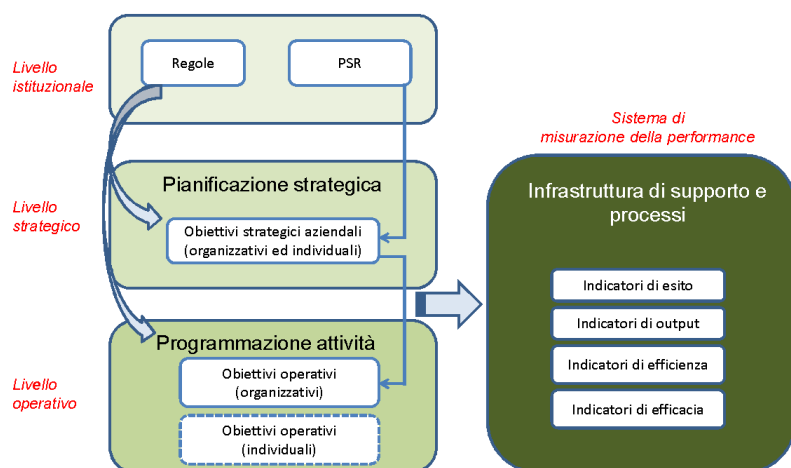 Livello
istituzionale
Regole
PSR
Sistema di
misurazione della performance
Livello
strategico
Pianificazione strategica
Obiettivi strategici aziendali
(organizzativi ed individuali)
Infrastruttura di supporto e
processi
Indicatori di esito
Indicatori di output
Indicatori di efficienza
Indicatori di efficacia
Livello
operativo
Programmazione attività
Obiettivi operativi
(organizzativi)
Obiettivi operativi
(individuali)